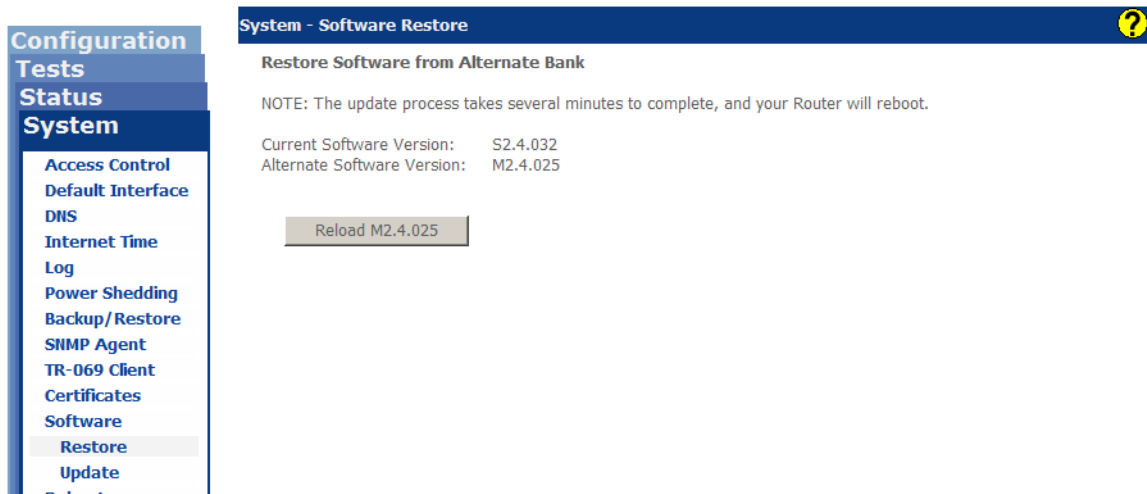 Configuration
Tests
Status
System
Access Control
Default Interface
DNS
Internet Time
Log
Power Shedding
Backup/Restore
SNMP Agent
TR-069 Client
Certificates
Software
Restore
Update
System - Software Restore
?
Restore Software from Alternate Bank
NOTE: The update process takes several minutes to complete, and your Router will reboot.
Current Software Version: S2.4.032
Alternate Software Version: M2.4.025
Reload M2.4.025